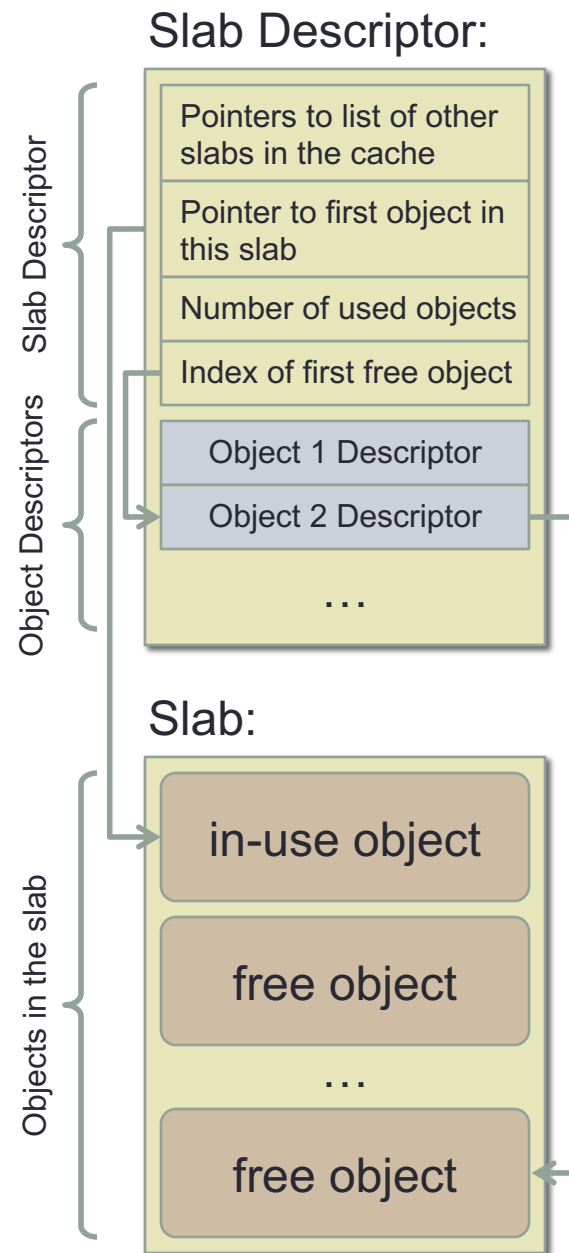 Slab Descriptor:
Slab Descriptor
Pointers to list of other
slabs in the cache
Pointer to first object in
this slab
Number of used objects
Index of first free object
Object Descriptors
Object 1 Descriptor
Object 2 Descriptor
…
Slab:
Objects in the slab
in-use object
free object
…
free object